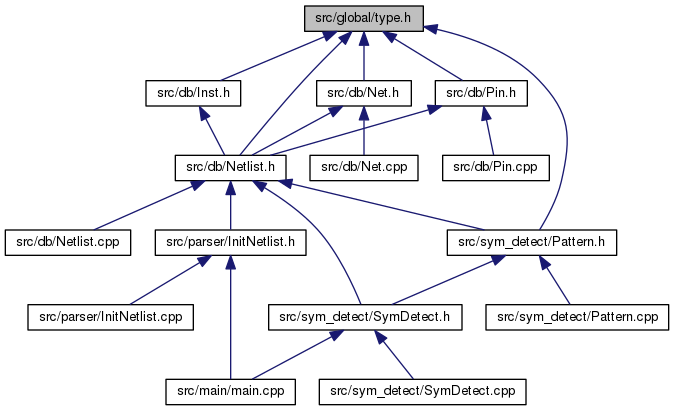 src/global/type.h
src/db/Inst.h
src/db/Net.h
src/db/Pin.h
src/db/Netlist.h
src/db/Net.cpp
src/db/Pin.cpp
src/db/Netlist.cpp
src/parser/InitNetlist.h
src/sym_detect/Pattern.h
src/parser/InitNetlist.cpp
src/sym_detect/SymDetect.h
src/sym_detect/Pattern.cpp
src/main/main.cpp
src/sym_detect/SymDetect.cpp